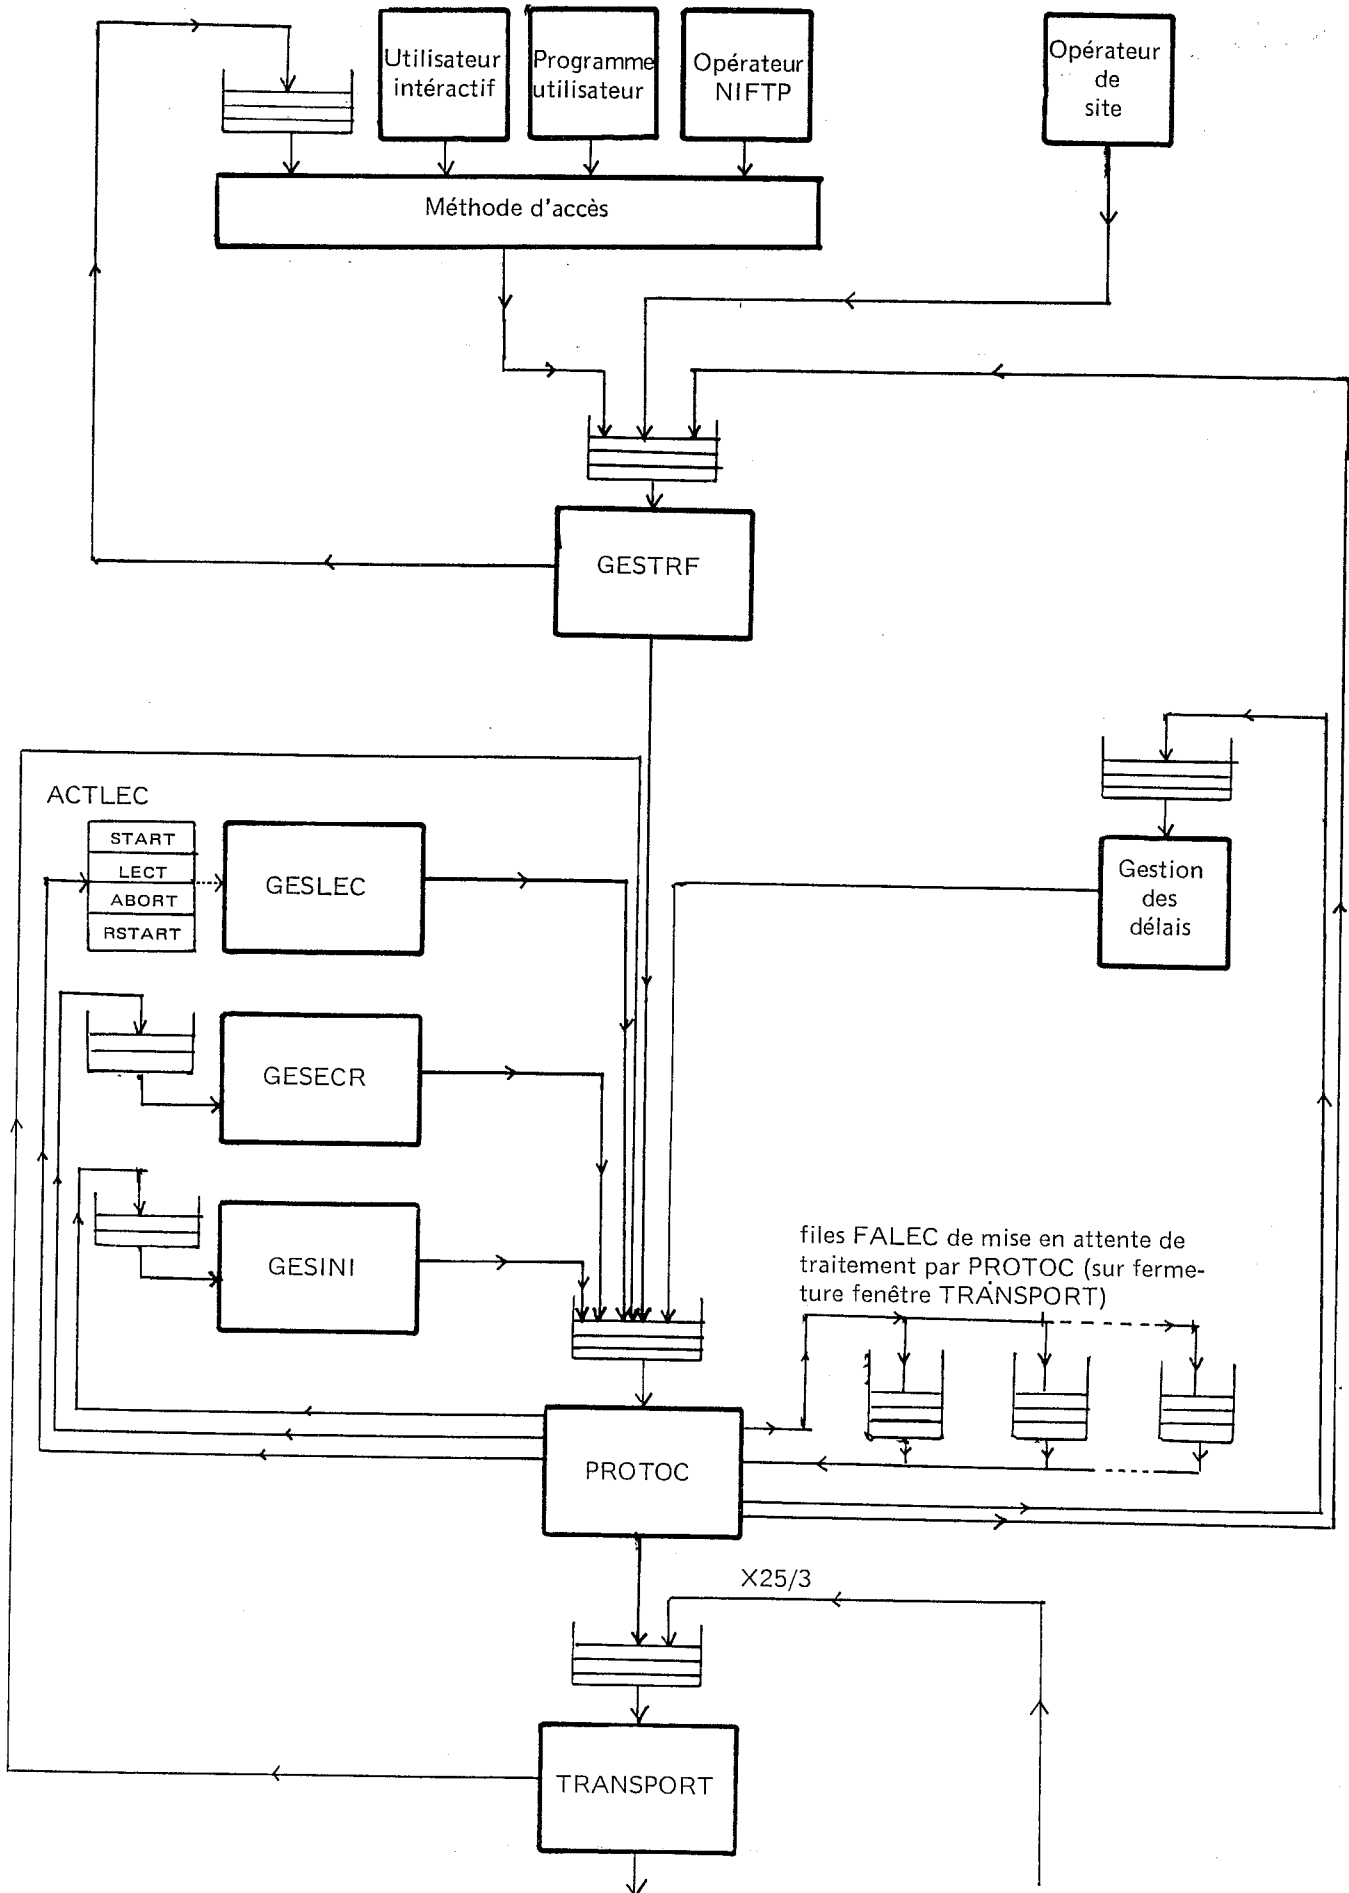 Utilisateur
intéractif
Programme
utilisateur
Opérateur
NIFTP
Opérateur
de
site
Méthode d'accès
GESTRF
ACTLEC
START
LECT
ABORT
RSTART
GESLEC
Gestion
des
délais
GESECR
GESINI
files FALEC de mise en attente de
traitement par PROTOC (sur ferme-
ture fenêtre TRANSPORT)
PROTOC
X25/3
TRANSPORT